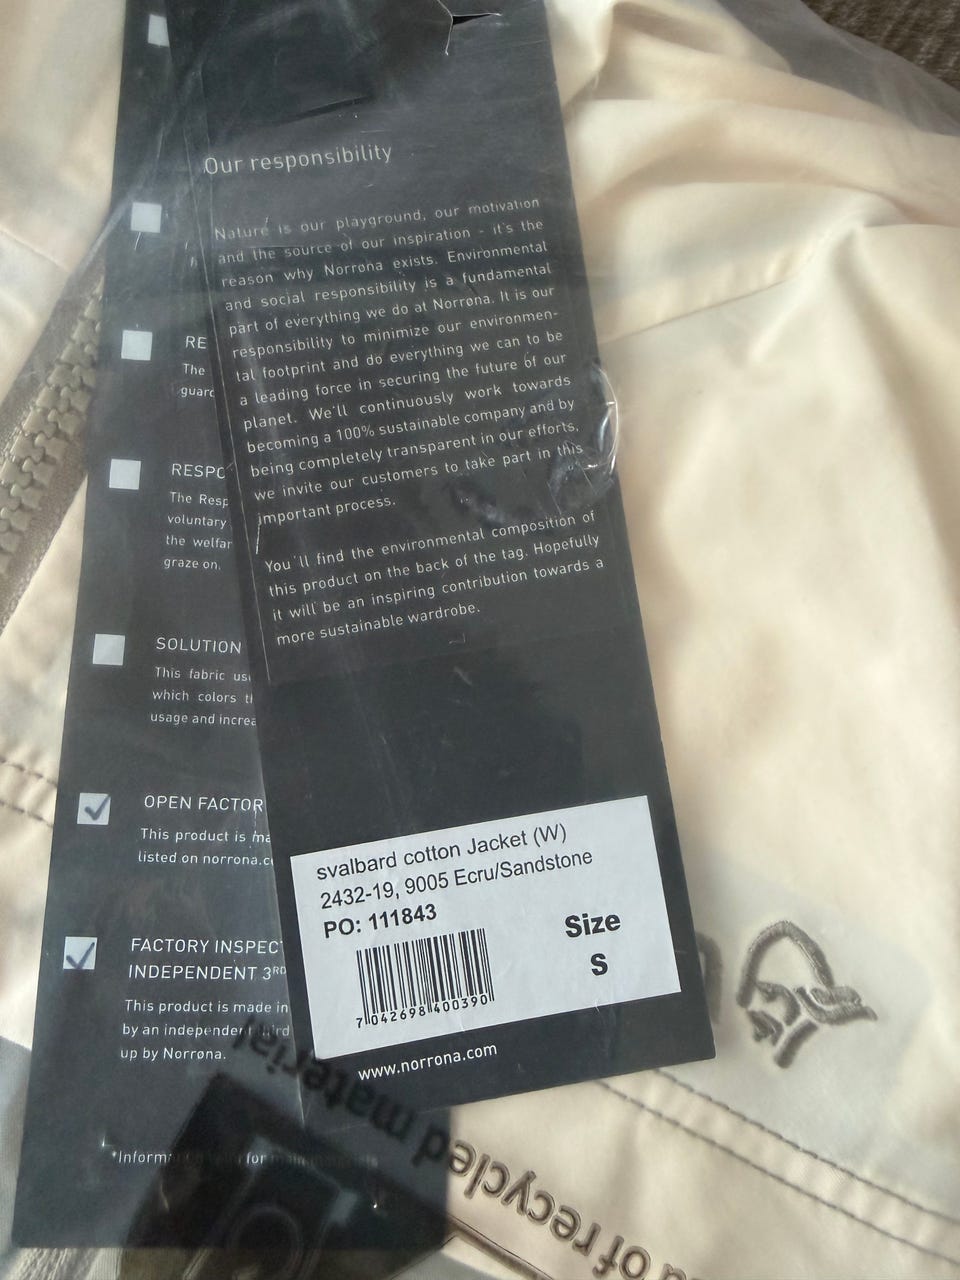 Our responsibility
Nature is our playground, our motivation
and the source of our inspiration - it's the
reason why Norrøna exists. Environmental
and social responsibility is a fundamental
part of everything we do at Norrøna. It is our
responsibility to minimize our environmen-
tal footprint and do everything we can to be
a leading force in securing the future of our
planet. We'll continuously work towards
becoming a 100% sustainable company and by
being completely transparent in our efforts,
we invite our customers to take part in this
important process.
You'll find the environmental composition of
this product on the back of the tag. Hopefully
it will be an inspiring contribution towards a
more sustainable wardrobe.
svalbard cotton Jacket (W)
2432-19, 9005 Ecru/Sandstone
PO: 111843
Size
S
7 042698 400390
www.norrona.com
RE
The
guarc
RESPO
The Resp
voluntary
the welfar
graze on.
SOLUTION
This fabric us
which colors t
usage and increa
OPEN FACTOR
This product is ma
listed on norrona.c
FACTORY INSPECT
INDEPENDENT 3RD
This product is made in
by an independent third
up by Norrøna.
*Informa
for
of recycled material